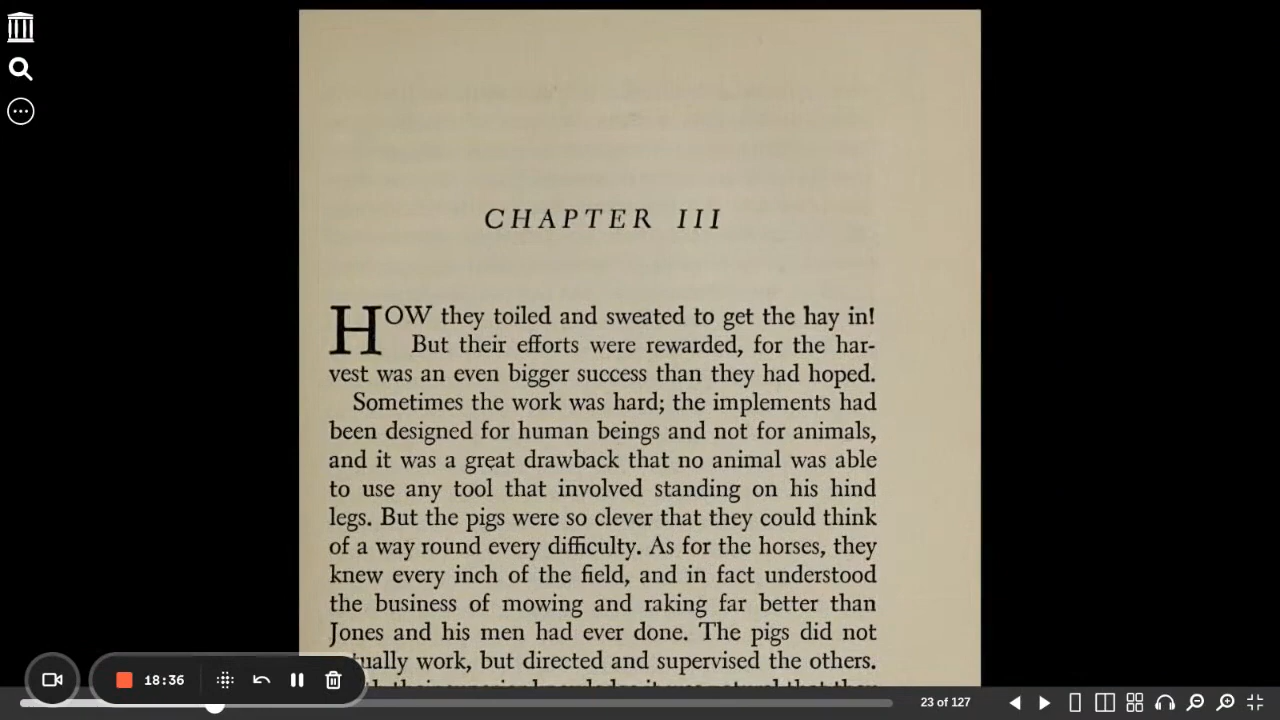 CHAPTER III
HOW they toiled and sweated to get the hay in!
But their efforts were rewarded, for the har-
vest was an even bigger success than they had hoped.
Sometimes the work was hard; the implements had
been designed for human beings and not for animals,
and it was a great drawback that no animal was able
to use any tool that involved standing on his hind
legs. But the pigs were so clever that they could think
of a way round every difficulty. As for the horses, they
knew every inch of the field, and in fact understood
the business of mowing and raking far better than
Jones and his men had ever done. The pigs did not
work, but directed and supervised the others.
18:36
23 of 127